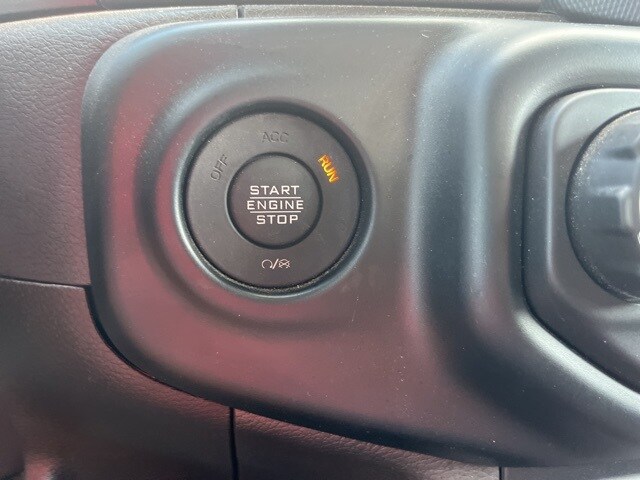 OFF
ACC
RUN
START
ENGINE
STOP